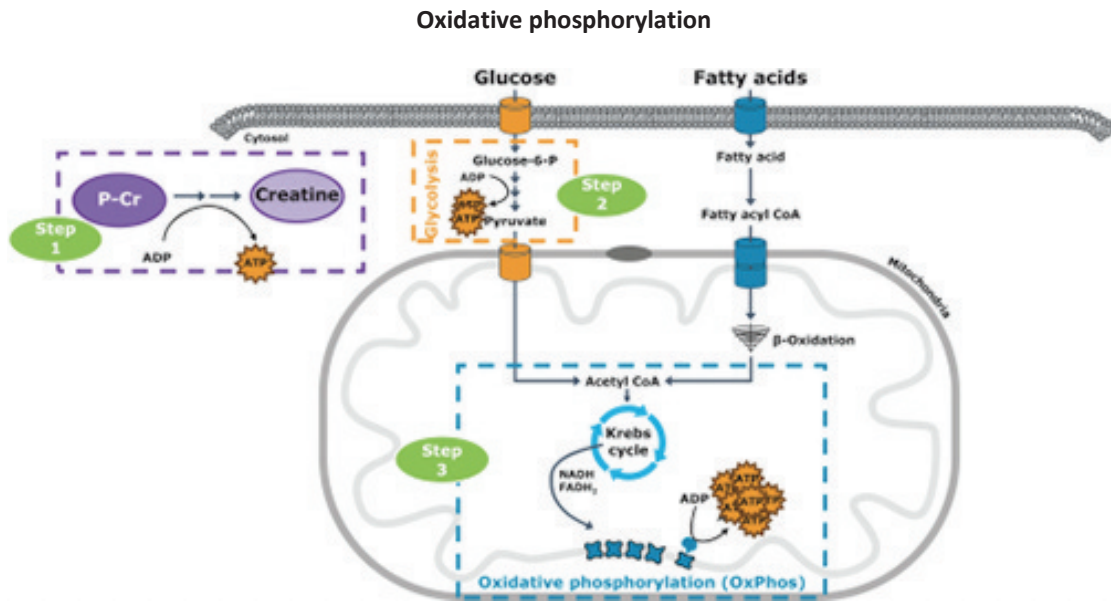 Oxidative phosphorylation
Glucose
Fatty acids
Cytosol
P-Cr
Creatine
Step
1
ADP
ATP
Glycolysis
Glucose-6-P
ADP
ATP
Pyruvate
Step
2
Fatty acid
Fatty acyl CoA
Mitochondria
β-Oxidation
Acetyl CoA
Krebs
cycle
Step
3
NADH
FADH₂
ADP
ATP
ATP
ATP
Oxidative phosphorylation (OxPhos)